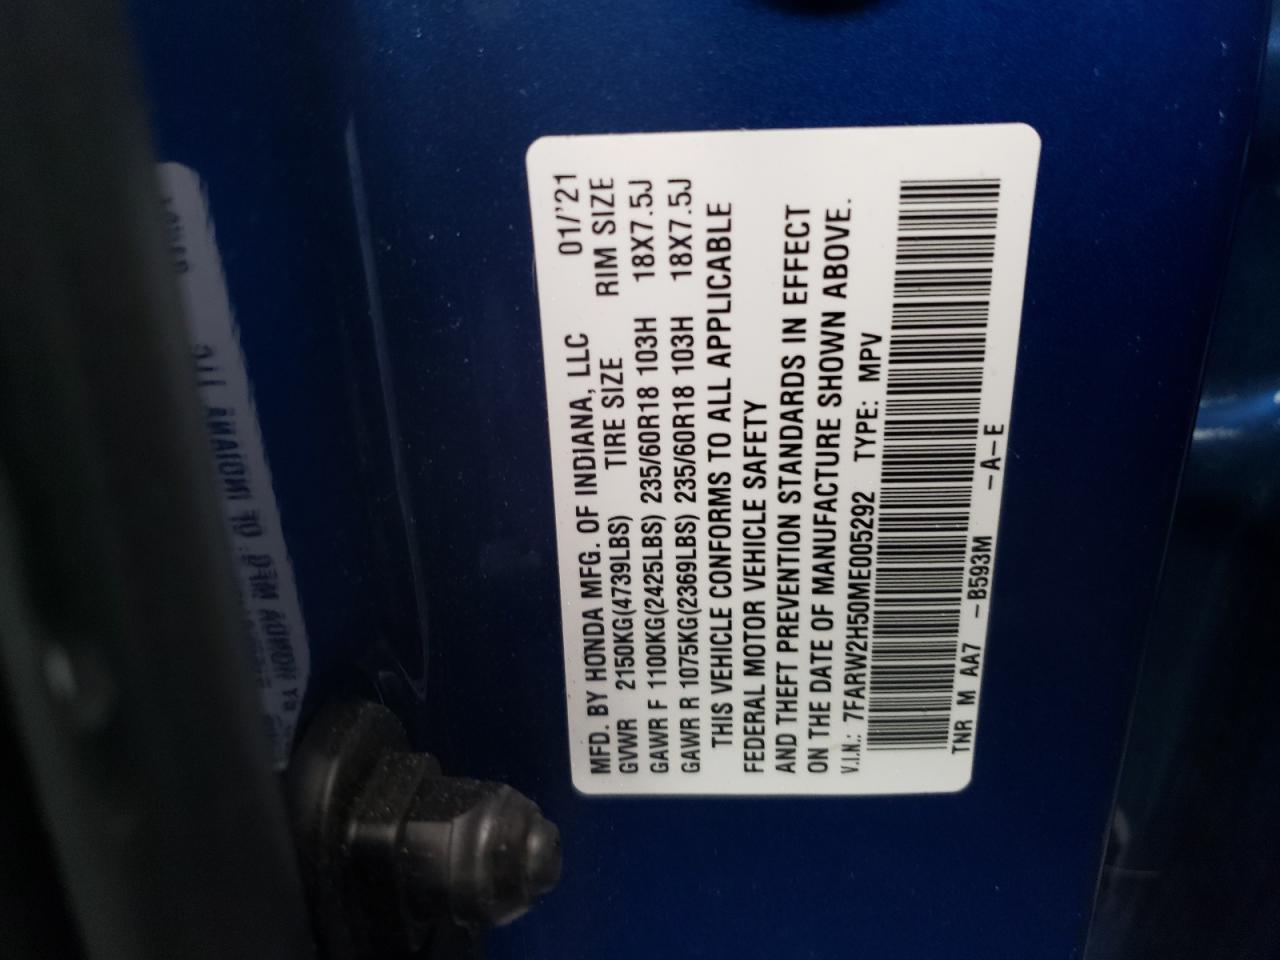 MFD. BY HONDA MFG. OF INDIANA, LLC 01/'21
GVWR 2150KG(4739LBS) TIRE SIZE RIM SIZE
GAWR F 1100KG(2425LBS) 235/60R18 103H 18X7.5J
GAWR R 1075KG(2369LBS) 235/60R18 103H 18X7.5J
THIS VEHICLE CONFORMS TO ALL APPLICABLE
FEDERAL MOTOR VEHICLE SAFETY
AND THEFT PREVENTION STANDARDS IN EFFECT
ON THE DATE OF MANUFACTURE SHOWN ABOVE.
V.I.N.: 7FARW2H50ME005292 TYPE: MPV
TNR M AA7 -B593M -A-E